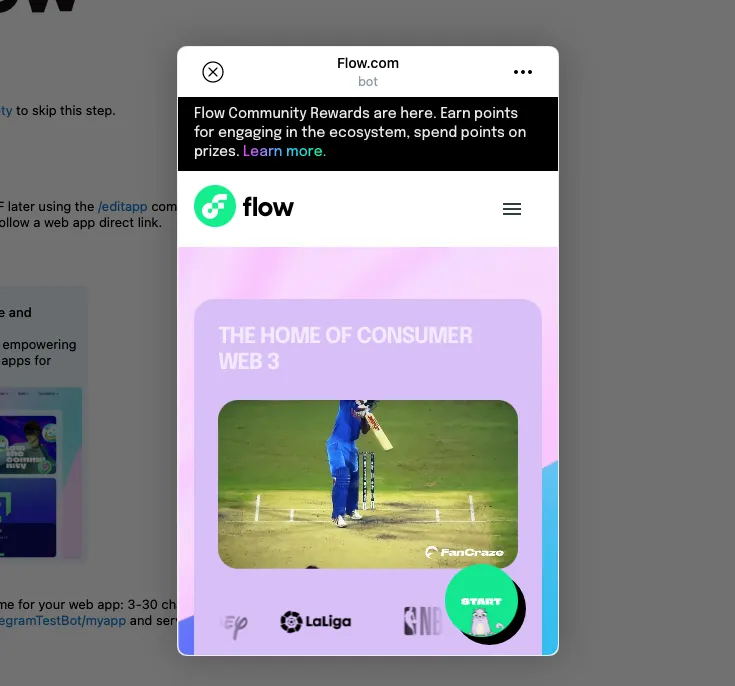 ty to skip this step.
F later using the /editapp com
ollow a web app direct link.
e and
empowering
apps for
me for your web app: 3-30 ch
egramTestBot/myapp and serv
Flow.com
bot
Flow Community Rewards are here. Earn points
for engaging in the ecosystem, spend points on
prizes. Learn more.
flow
THE HOME OF CONSUMER
WEB 3
FanCraze
LaLiga
NB
START